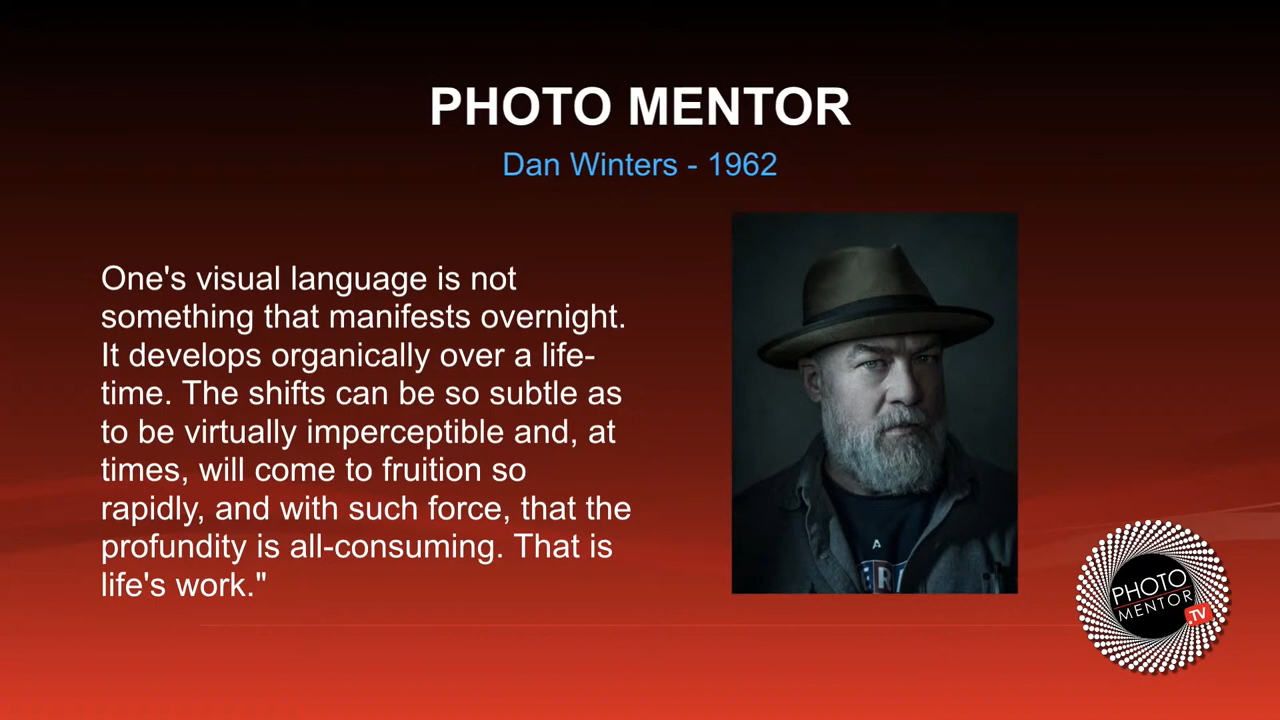 PHOTO MENTOR
Dan Winters - 1962
One's visual language is not
something that manifests overnight.
It develops organically over a life-
time. The shifts can be so subtle as
to be virtually imperceptible and, at
times, will come to fruition so
rapidly, and with such force, that the
profundity is all-consuming. That is
life's work."
A
PHOTO
MENTOR
.TV